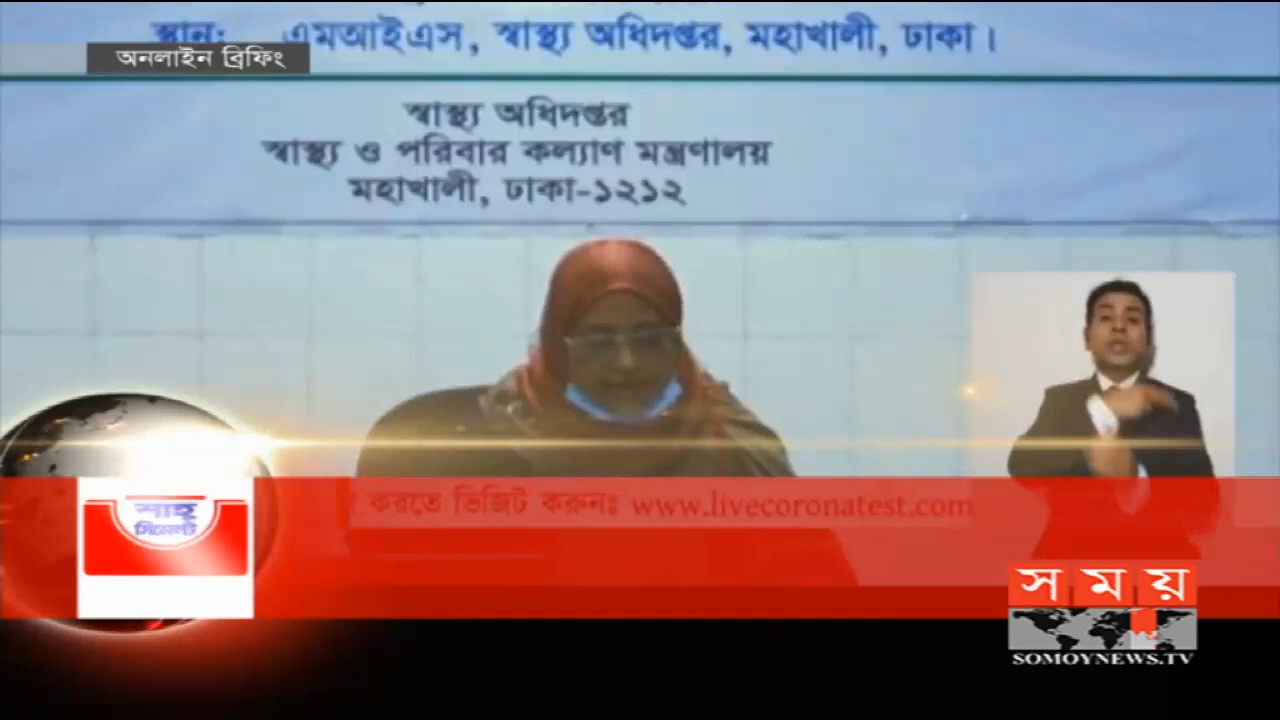 স্থান: এমআইএস, স্বাস্থ্য অধিদপ্তর, মহাখালী, ঢাকা।
অনলাইন ব্রিফিং
স্বাস্থ্য অধিদপ্তর
স্বাস্থ্য ও পরিবার কল্যাণ মন্ত্রণালয়
মহাখালী, ঢাকা-১২১২
করতে ভিজিট করুনঃ www.livecoronatest.com
শাহ্
সিমেন্ট
সময়
SOMOYNEWS.TV